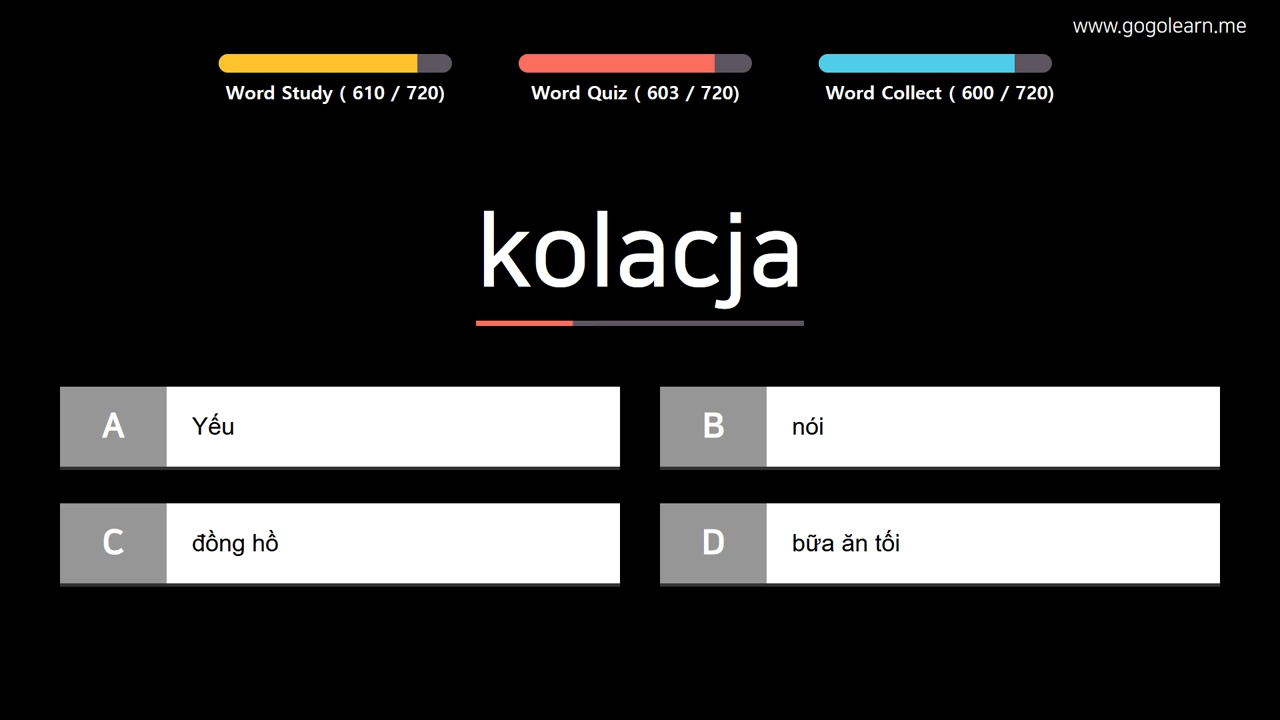 www.gogolearn.me
Word Study ( 610 / 720)
Word Quiz ( 603 / 720)
Word Collect ( 600 / 720)
kolacja
A
Yếu
B
nói
C
đồng hồ
D
bữa ăn tối